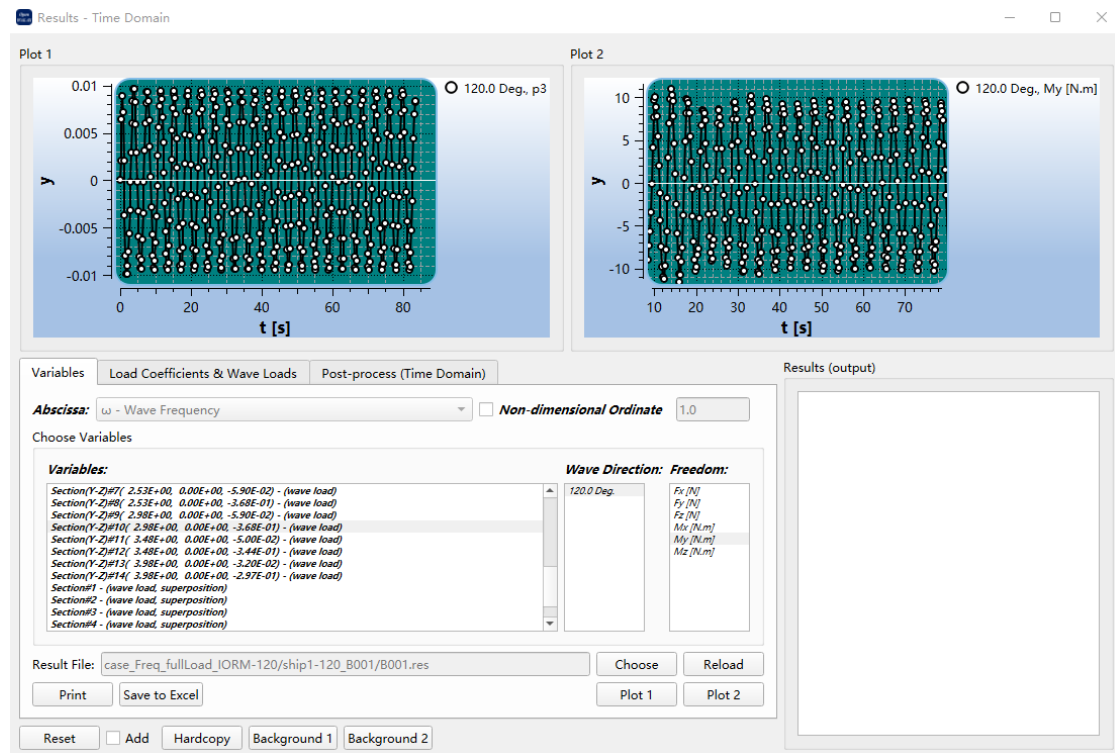 Results - Time Domain
Plot 1
Plot 2
0.01
0.005
0
-0.005
-0.01
y
0 20 40 60 80
t [s]
120.0 Deg., p3
10
5
0
-5
-10
y
10 20 30 40 50 60 70
t [s]
120.0 Deg., My [N.m]
Variables
Load Coefficients & Wave Loads
Post-process (Time Domain)
Results (output)
Abscissa: ω - Wave Frequency Non-dimensional Ordinate 1.0
Choose Variables
Variables:
Section(Y-Z)#7( 2.53E+00, 0.00E+00, -5.90E-02) - (wave load)
Section(Y-Z)#8( 2.53E+00, 0.00E+00, -3.68E-01) - (wave load)
Section(Y-Z)#9( 2.98E+00, 0.00E+00, -5.90E-02) - (wave load)
Section(Y-Z)#10( 2.98E+00, 0.00E+00, -3.68E-01) - (wave load)
Section(Y-Z)#11( 3.48E+00, 0.00E+00, -5.00E-02) - (wave load)
Section(Y-Z)#12( 3.48E+00, 0.00E+00, -3.44E-01) - (wave load)
Section(Y-Z)#13( 3.98E+00, 0.00E+00, -3.20E-02) - (wave load)
Section(Y-Z)#14( 3.98E+00, 0.00E+00, -2.97E-01) - (wave load)
Section#1 - (wave load, superposition)
Section#2 - (wave load, superposition)
Section#3 - (wave load, superposition)
Section#4 - (wave load, superposition)
Wave Direction:
120.0 Deg.
Freedom:
Fx [N]
Fy [N]
Fz [N]
Mx [N.m]
My [N.m]
Mz [N.m]
Result File: case_Freq_fullLoad_IORM-120/ship1-120_B001/B001.res Choose Reload
Print Save to Excel Plot 1 Plot 2
Reset Add Hardcopy Background 1 Background 2